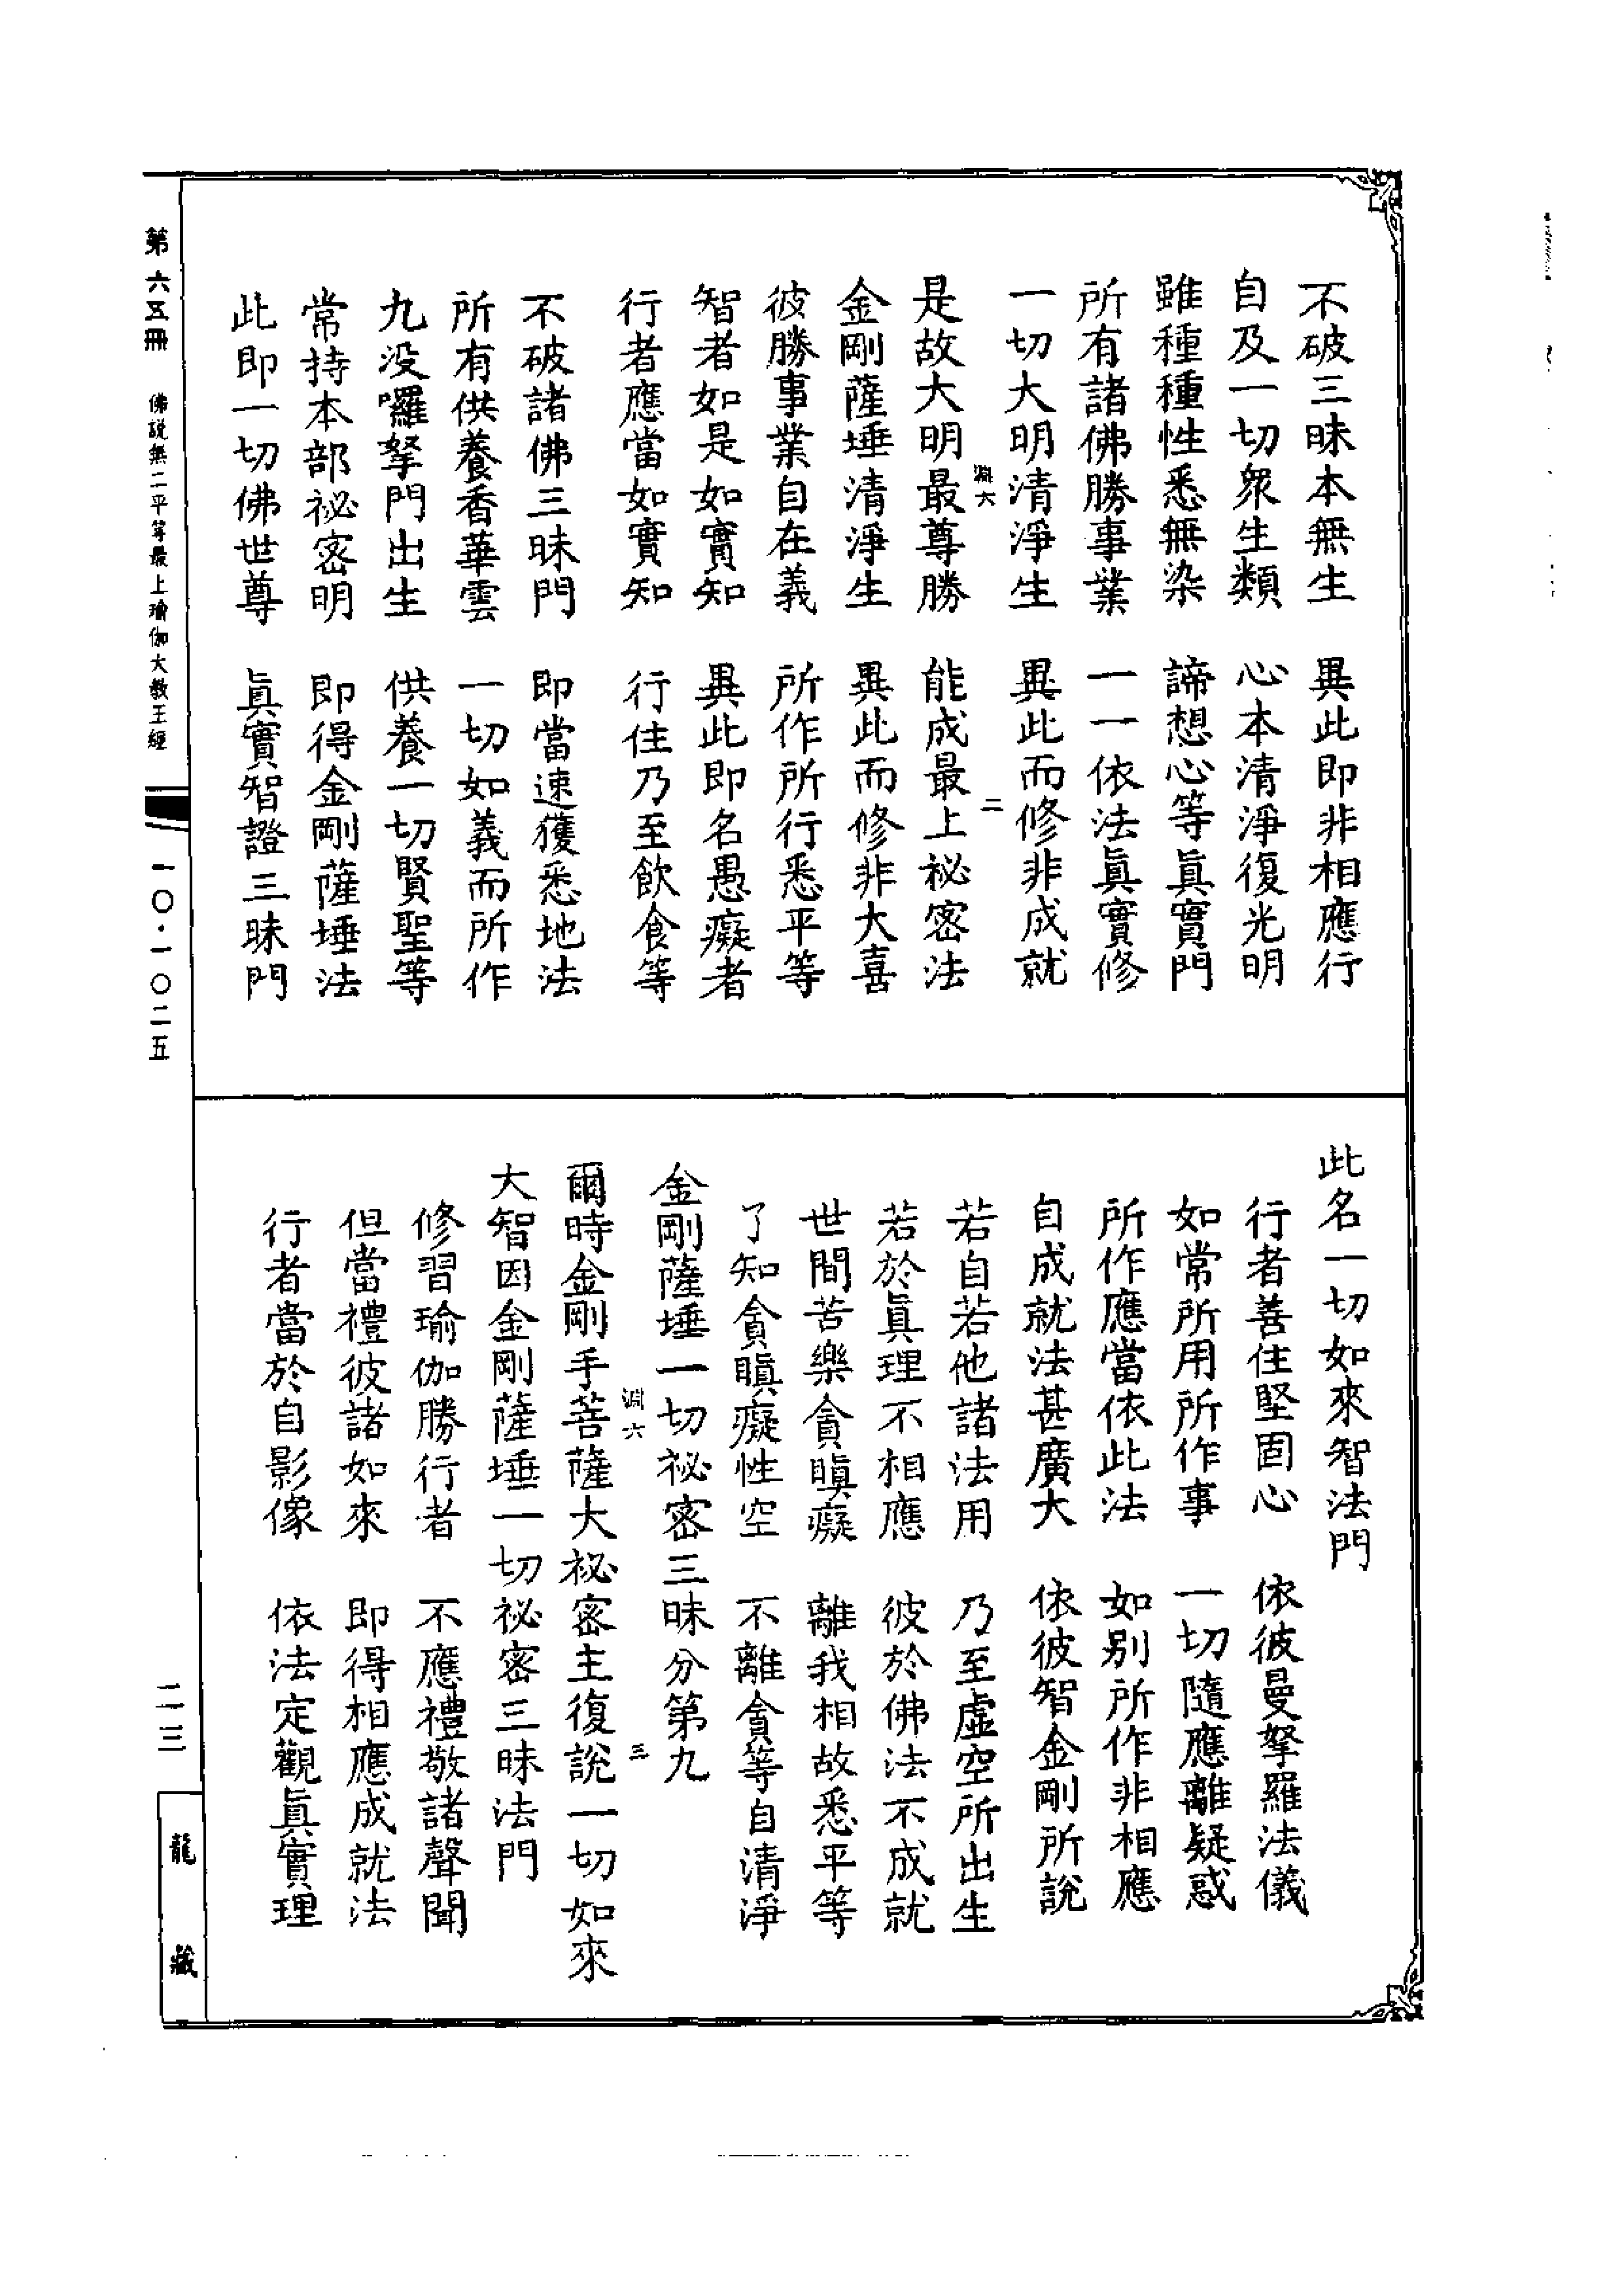 不破三昧本無生　異此即非相應行
自及一切衆生類　心本清淨復光明
雖種種性悉無染　諦想心等眞實門
所有諸佛勝事業　一一依法眞實修
一切大明清淨生　異此而修非成就
淵六　二
是故大明最尊勝　能成最上祕密法
金剛薩埵清淨生　異此而修非大喜
彼勝事業自在義　所作所行悉平等
智者如是如實知　異此即名愚癡者
行者應當如實知　行住乃至飲食等
不破諸佛三昧門　即當速獲悉地法
所有供養香華雲　一切如義而所作
九没囉拏門出生　供養一切賢聖等
常持本部祕密明　即得金剛薩埵法
此即一切佛世尊　眞實智證三昧門
此名一切如來智法門
行者善住堅固心　依彼曼拏羅法儀
如常所用所作事　一切隨應離疑惑
所作應當依此法　如別所作非相應
自成就法甚廣大　依彼智金剛所說
若自若他諸法用　乃至虛空所出生
若於眞理不相應　彼於佛法不成就
世間苦樂貪瞋癡　離我相故悉平等
了知貪瞋癡性空　不離貪等自清淨
金剛薩埵一切祕密三昧分第九
淵六　三
爾時金剛手菩薩大祕密主復說一切如來
大智因金剛薩埵一切祕密三昧法門
修習瑜伽勝行者　不應禮敬諸聲聞
但當禮彼諸如來　即得相應成就法
行者當於自影像　依法定觀眞實理
第六五冊　佛說無二平等最上瑜伽大教王經　一〇·一〇二五
二三
龍藏